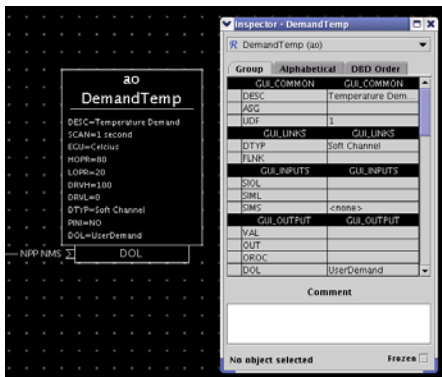 ao
DemandTemp
DESC=Temperature Demand
SCAN=1 second
EGU=Celcius
HOPR=80
LOPR=20
DRVH=100
DRVL=0
DTYP=Soft Channel
PINI=NO
DOL=UserDemand
NPP NMS Σ DOL
Inspector - DemandTemp
R DemandTemp (ao)
Group Alphabetical DBD Order
GUI_COMMON GUI_COMMON
DESC Temperature Dem...
ASG
UDF 1
GUI_LINKS GUI_LINKS
DTYP Soft Channel
FLNK
GUI_INPUTS GUI_INPUTS
SIOL
SIML
SIMS <none>
GUI_OUTPUT GUI_OUTPUT
VAL
OUT
OROC
DOL UserDemand
Comment
No object selected Frozen